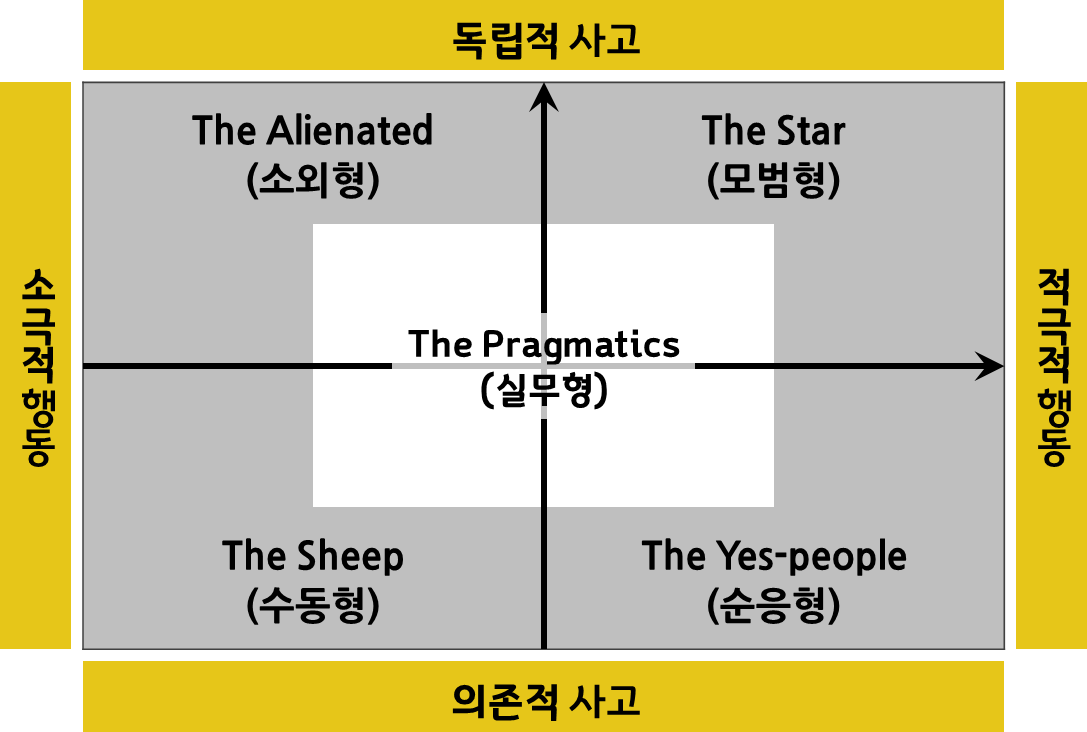 독립적 사고
The Alienated
(소외형)
The Star
(모범형)
소극적 행동
적극적 행동
The Pragmatics
(실무형)
The Sheep
(수동형)
The Yes-people
(순응형)
의존적 사고